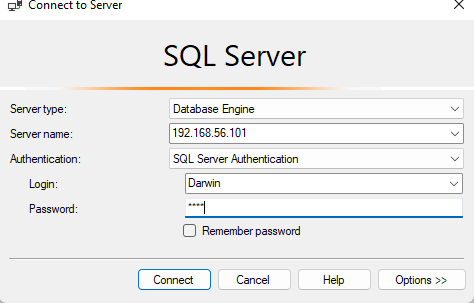 Connect to Server
SQL Server
Server type: Database Engine
Server name: 192.168.56.101
Authentication: SQL Server Authentication
Login: Darwin
Password: ****
Remember password
Connect Cancel Help Options >>